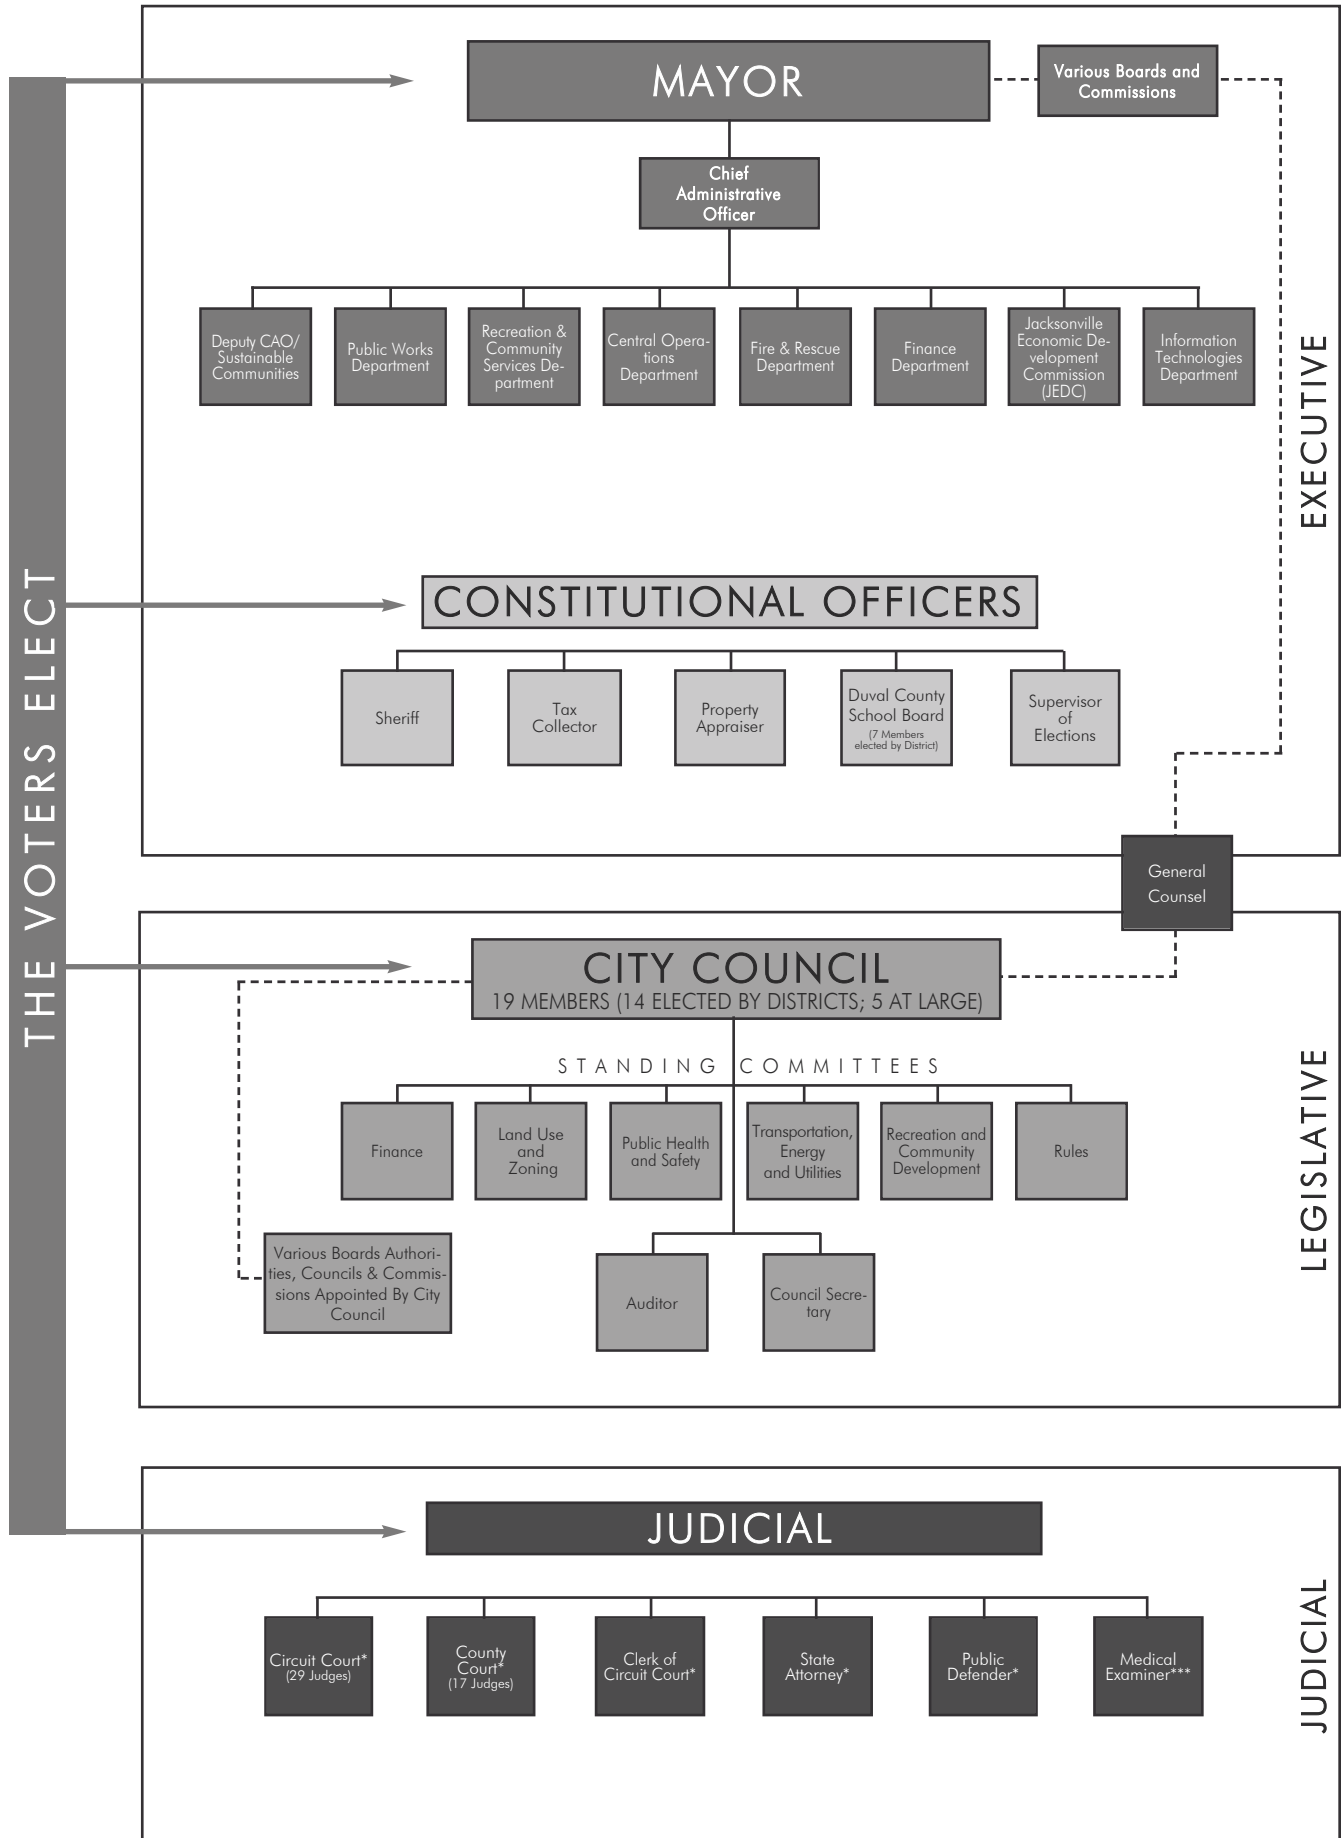 THE VOTERS ELECT
EXECUTIVE
MAYOR
Various Boards and
Commissions
Chief
Administrative
Officer
Deputy CAO/
Sustainable
Communities
Public Works
Department
Recreation &
Community
Services De-
partment
Central Opera-
tions
Department
Fire & Rescue
Department
Finance
Department
Jacksonville
Economic De-
velopment
Commission
(JEDC)
Information
Technologies
Department
CONSTITUTIONAL OFFICERS
Sheriff
Tax
Collector
Property
Appraiser
Duval County
School Board
(7 Members
elected by District)
Supervisor
of
Elections
General
Counsel
LEGISLATIVE
CITY COUNCIL
19 MEMBERS (14 ELECTED BY DISTRICTS; 5 AT LARGE)
STANDING COMMITTEES
Finance
Land Use
and
Zoning
Public Health
and Safety
Transportation,
Energy
and Utilities
Recreation and
Community
Development
Rules
Various Boards Authori-
ties, Councils & Commis-
sions Appointed By City
Council
Auditor
Council Secre-
tary
JUDICIAL
JUDICIAL
Circuit Court*
(29 Judges)
County
Court*
(17 Judges)
Clerk of
Circuit Court*
State
Attorney*
Public
Defender*
Medical
Examiner***